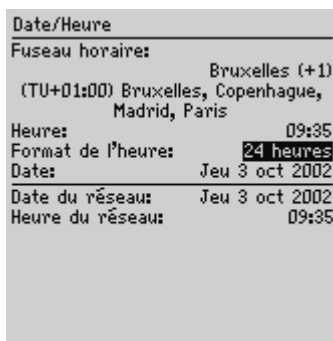 Date/Heure
Fuseau horaire:
Bruxelles (+1)
(TU+01:00) Bruxelles, Copenhague,
Madrid, Paris
Heure: 09:35
Format de l'heure: 24 heures
Date: Jeu 3 oct 2002
Date du réseau: Jeu 3 oct 2002
Heure du réseau: 09:35